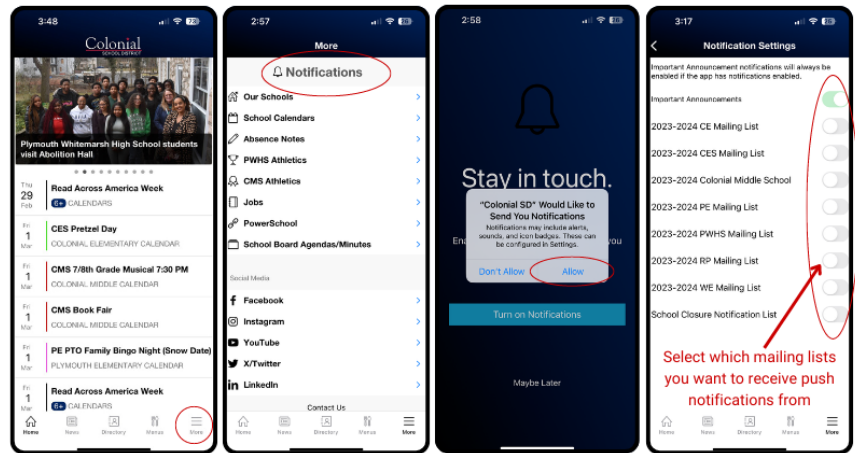 3:48
73
Colonial
SCHOOL DISTRICT
Plymouth Whitemarsh High School students
visit Abolition Hall
Thu
29
Feb
Read Across America Week
6+ CALENDARS
Fri
1
Mar
CES Pretzel Day
COLONIAL ELEMENTARY CALENDAR
Fri
1
Mar
CMS 7/8th Grade Musical 7:30 PM
COLONIAL MIDDLE CALENDAR
Fri
1
Mar
CMS Book Fair
COLONIAL MIDDLE CALENDAR
Fri
1
Mar
PE PTO Family Bingo Night (Snow Date)
PLYMOUTH ELEMENTARY CALENDAR
Fri
1
Mar
Read Across America Week
6+ CALENDARS
Home
News
Directory
Menus
More
2:57
More
Notifications
Our Schools
School Calendars
Absence Notes
PWHS Athletics
CMS Athletics
Jobs
PowerSchool
School Board Agendas/Minutes
Social Media
Facebook
Instagram
YouTube
X/Twitter
LinkedIn
Contact Us
Home
News
Directory
Menus
More
2:58
Stay in touch.
"Colonial SD" Would Like to
Send You Notifications
Notifications may include alerts,
sounds, and icon badges. These can
be configured in Settings.
you
Don't Allow
Allow
Turn on Notifications
Maybe Later
3:17
Notification Settings
Important Announcement notifications will always be
enabled if the app has notifications enabled.
Important Announcements
2023-2024 CE Mailing List
2023-2024 CES Mailing List
2023-2024 Colonial Middle School
2023-2024 PE Mailing List
2023-2024 PWHS Mailing List
2023-2024 RP Mailing List
2023-2024 WE Mailing List
School Closure Notification List
Select which mailing lists
you want to receive push
notifications from
Home
News
Directory
Menus
More